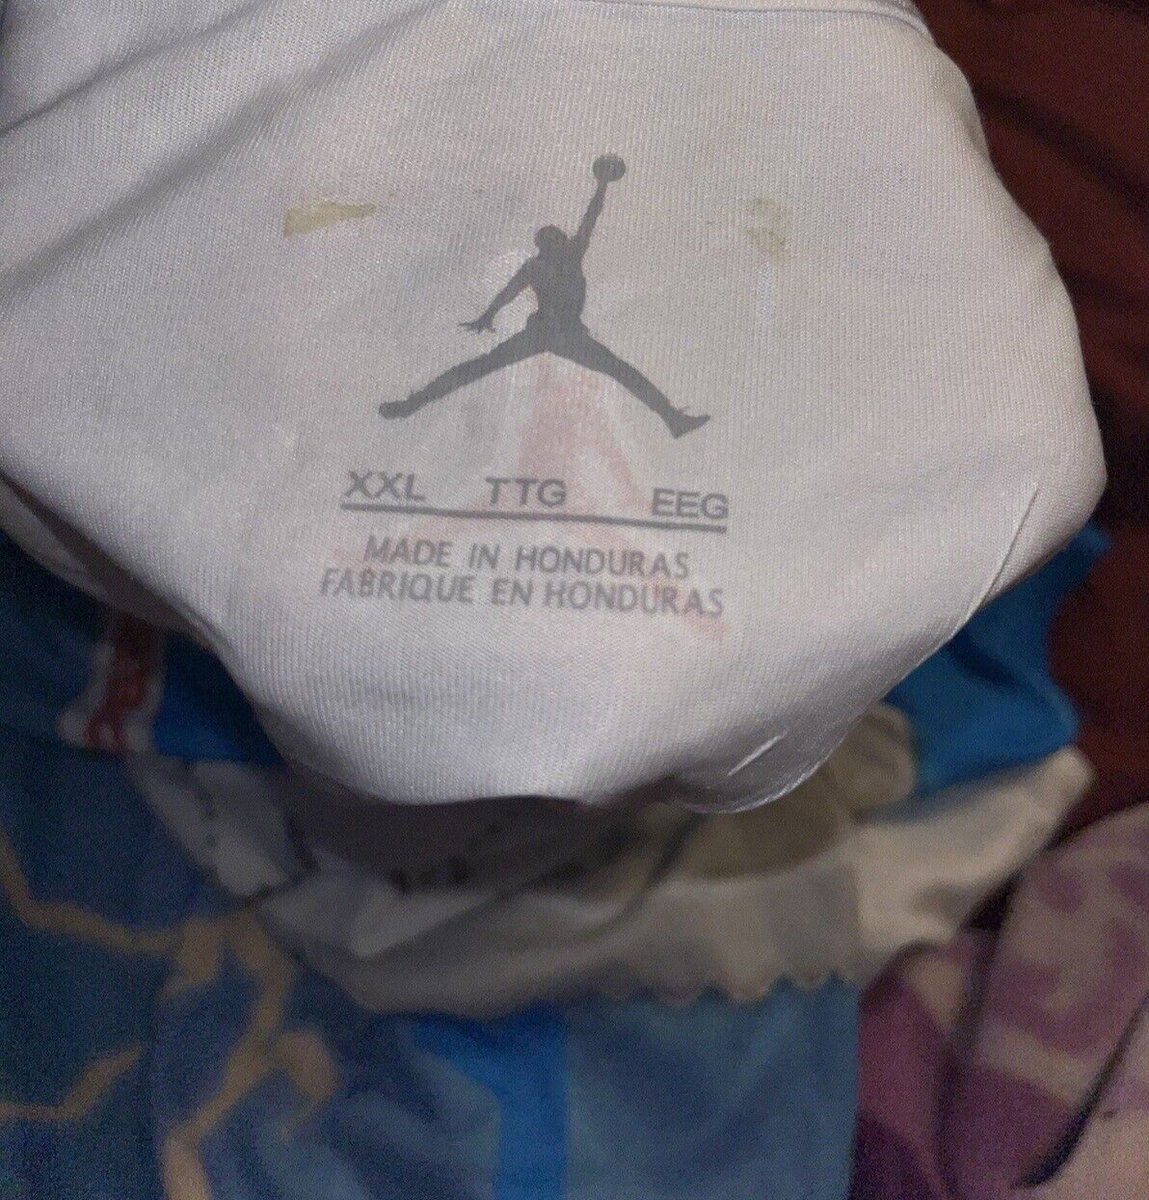 XXL TTG EEG
MADE IN HONDURAS
FABRIQUE EN HONDURAS